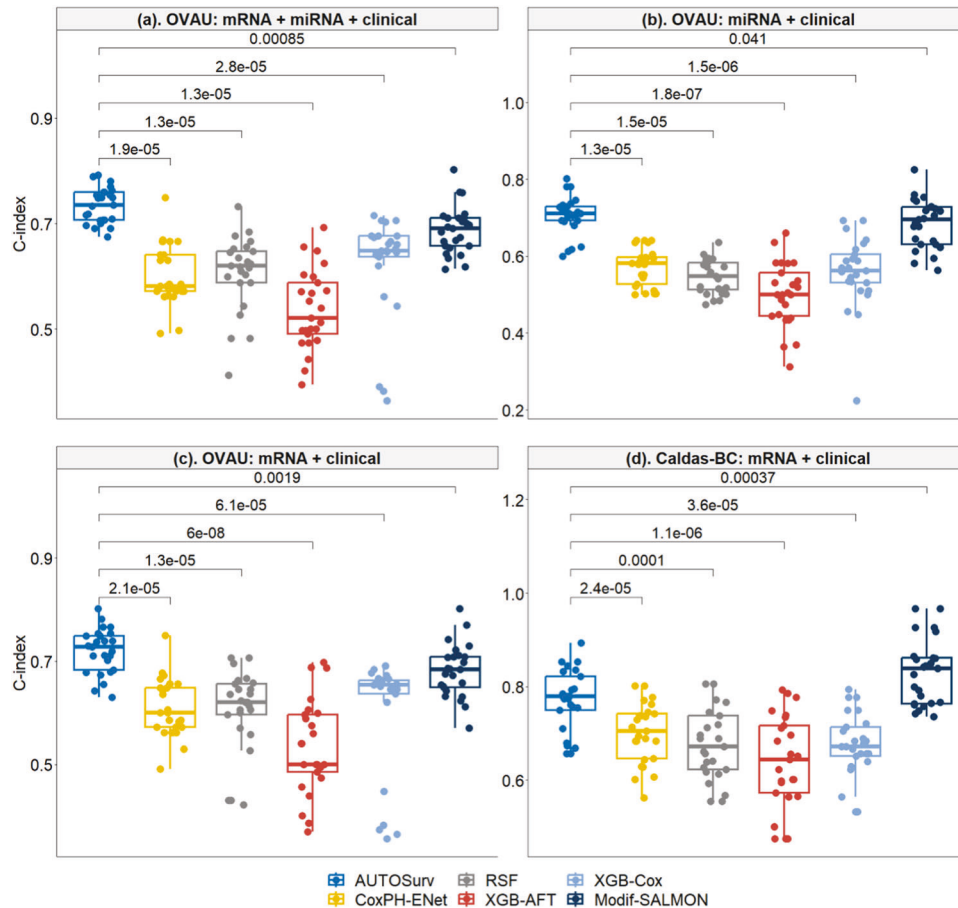 (a). OVAU: mRNA + miRNA + clinical
(b). OVAU: miRNA + clinical
0.00085
2.8e-05
1.3e-05
1.3e-05
1.9e-05
0.041
1.5e-06
1.8e-07
1.5e-05
1.3e-05
C-index
0.9
0.7
0.5
1.0
0.8
0.6
0.4
0.2
(c). OVAU: mRNA + clinical
(d). Caldas-BC: mRNA + clinical
0.0019
6.1e-05
6e-08
1.3e-05
2.1e-05
0.00037
3.6e-05
1.1e-06
0.0001
2.4e-05
C-index
0.9
0.7
0.5
1.2
1.0
0.8
0.6
AUTOSurv
RSF
XGB-Cox
CoxPH-ENet
XGB-AFT
Modif-SALMON